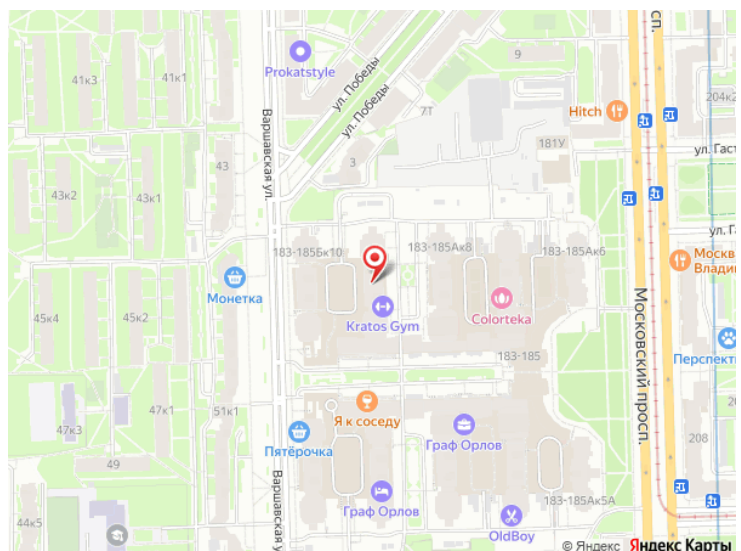 41к3
41к1
Prokatstyle
ул. Победы
ул. Победы
7Т
9
Hitch
204к2
181У
ул. Гаст
Варшавская ул.
43
3
43к2
43к1
ул. Га
183-185Бк10
183-185Ак8
183-185Ак6
Москва
Владим
Монетка
Kratos Gym
Colorteka
45к4
45к2
183-185
Московский просп.
Перспекти
47к1
51к1
Я к соседу
47к3
Пятёрочка
Граф Орлов
208
49
Варшавская у
183-185Ак5А
44к5
Граф Орлов
OldBoy
© Яндекс Яндекс Карты